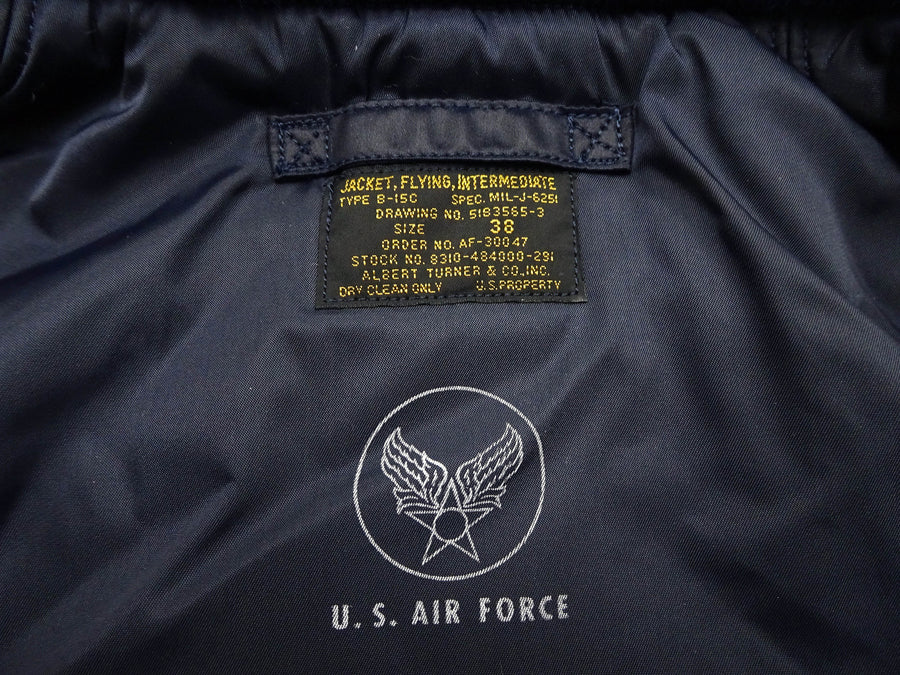 JACKET, FLYING, INTERMEDIATE
TYPE B-15C SPEC. MIL-J-6251
DRAWING NO. 5183565-3
SIZE 38
ORDER NO. AF-30047
STOCK NO. 8310-484000-291
ALBERT TURNER & CO., INC.
DRY CLEAN ONLY U.S. PROPERTY
U. S. AIR FORCE